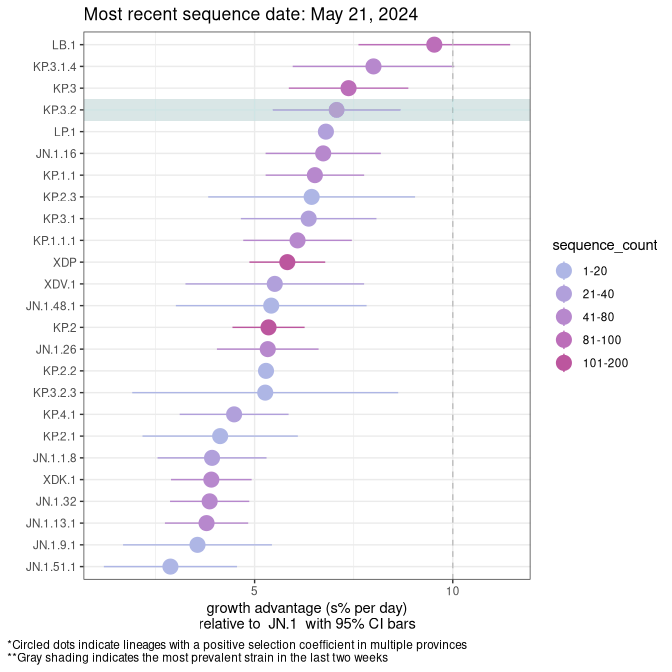 Most recent sequence date: May 21, 2024
LB.1
KP.3.1.4
KP.3
KP.3.2
LP.1
JN.1.16
KP.1.1
KP.2.3
KP.3.1
KP.1.1.1
XDP
XDV.1
JN.1.48.1
KP.2
JN.1.26
KP.2.2
KP.3.2.3
KP.4.1
KP.2.1
JN.1.1.8
XDK.1
JN.1.32
JN.1.13.1
JN.1.9.1
JN.1.51.1
5 10
growth advantage (s% per day)
relative to JN.1 with 95% CI bars
sequence_count
1-20
21-40
41-80
81-100
101-200
*Circled dots indicate lineages with a positive selection coefficient in multiple provinces
**Gray shading indicates the most prevalent strain in the last two weeks